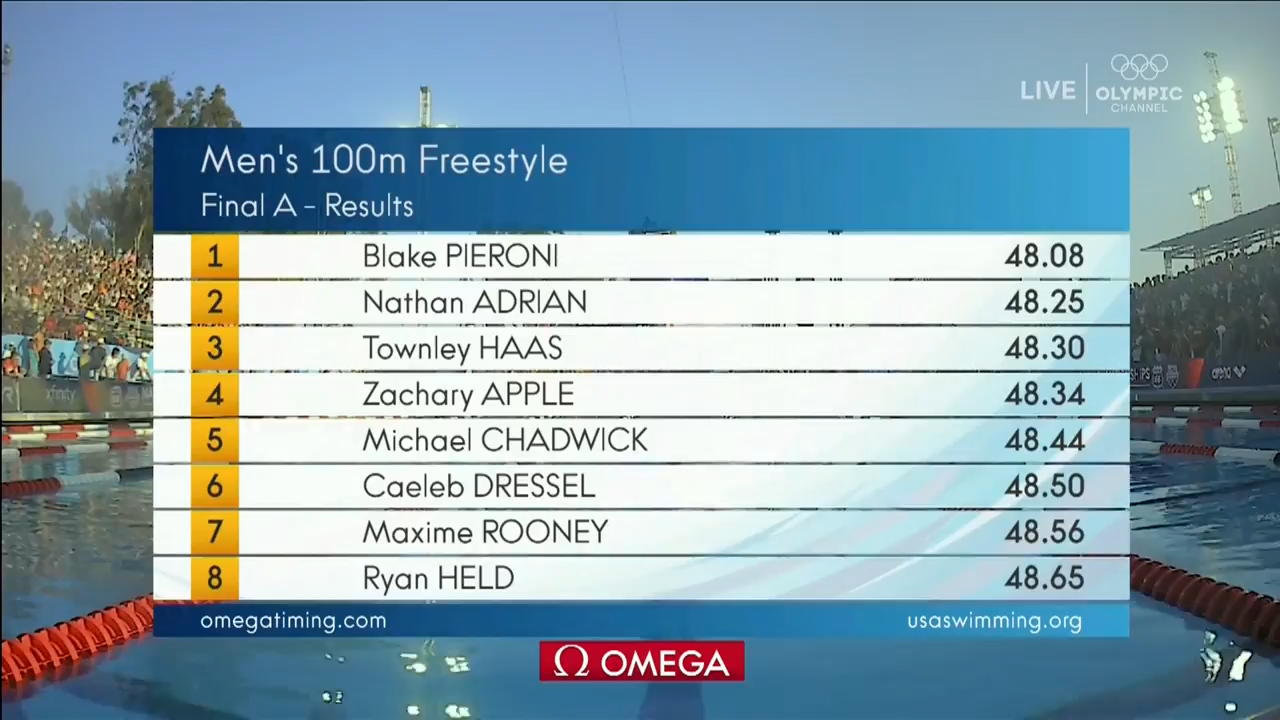 LIVE
OLYMPIC
CHANNEL
Men's 100m Freestyle
Final A - Results
1 Blake PIERONI 48.08
2 Nathan ADRIAN 48.25
3 Townley HAAS 48.30
4 Zachary APPLE 48.34
5 Michael CHADWICK 48.44
6 Caeleb DRESSEL 48.50
7 Maxime ROONEY 48.56
8 Ryan HELD 48.65
xfinity
arena
omegatiming.com
usaswimming.org
Ω OMEGA